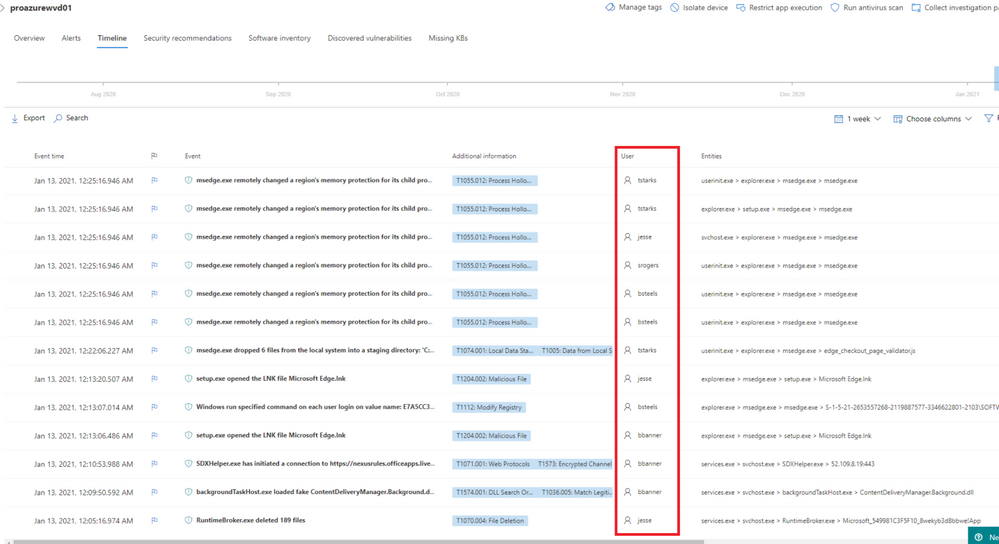 proazurewvd01
Manage tags Isolate device Restrict app execution Run antivirus scan Collect investigation pa
Overview Alerts Timeline Security recommendations Software inventory Discovered vulnerabilities Missing KBs
Aug 2020 Sep 2020 Oct 2020 Nov 2020 Dec 2020 Jan 2021
Export Search 1 week Choose columns F
Event time Event Additional information User Entities
Jan 13, 2021, 12:25:16.946 AM msedge.exe remotely changed a region's memory protection for its child pro... T1055.012: Process Hollo... tstarks userinit.exe > explorer.exe > msedge.exe > msedge.exe
Jan 13, 2021, 12:25:16.946 AM msedge.exe remotely changed a region's memory protection for its child pro... T1055.012: Process Hollo... tstarks explorer.exe > setup.exe > msedge.exe > msedge.exe
Jan 13, 2021, 12:25:16.946 AM msedge.exe remotely changed a region's memory protection for its child pro... T1055.012: Process Hollo... jesse svchost.exe > explorer.exe > msedge.exe > msedge.exe
Jan 13, 2021, 12:25:16.946 AM msedge.exe remotely changed a region's memory protection for its child pro... T1055.012: Process Hollo... srogers userinit.exe > explorer.exe > msedge.exe > msedge.exe
Jan 13, 2021, 12:25:16.946 AM msedge.exe remotely changed a region's memory protection for its child pro... T1055.012: Process Hollo... bsteels userinit.exe > explorer.exe > msedge.exe > msedge.exe
Jan 13, 2021, 12:25:16.946 AM msedge.exe remotely changed a region's memory protection for its child pro... T1055.012: Process Hollo... bsteels userinit.exe > explorer.exe > msedge.exe > msedge.exe
Jan 13, 2021, 12:22:06.227 AM msedge.exe dropped 6 files from the local system into a staging directory: 'C:... T1074.001: Local Data Sta... T1005: Data from Local S tstarks userinit.exe > explorer.exe > msedge.exe > edge_checkout_page_validator.js
Jan 13, 2021, 12:13:20.507 AM setup.exe opened the LNK file Microsoft Edge.lnk T1204.002: Malicious File jesse explorer.exe > msedge.exe > setup.exe > Microsoft Edge.lnk
Jan 13, 2021, 12:13:07.014 AM Windows run specified command on each user login on value name: E7A5CC3... T1112: Modify Registry bsteels explorer.exe > msedge.exe > msedge.exe > S-1-5-21-2653557268-2119887577-3346622801-2103\SOFTW
Jan 13, 2021, 12:13:06.486 AM setup.exe opened the LNK file Microsoft Edge.lnk T1204.002: Malicious File bbanner explorer.exe > msedge.exe > setup.exe > Microsoft Edge.lnk
Jan 13, 2021, 12:10:53.988 AM SDXHelper.exe has initiated a connection to https://nexusrules.officeapps.live... T1071.001: Web Protocols T1573: Encrypted Channel bbanner services.exe > svchost.exe > SDXHelper.exe > 52.109.8.19:443
Jan 13, 2021, 12:09:50.592 AM backgroundTaskHost.exe loaded fake ContentDeliveryManager.Background.d... T1574.001: DLL Search Or... T1036.005: Match Legiti... bbanner services.exe > svchost.exe > backgroundTaskHost.exe > ContentDeliveryManager.Background.dll
Jan 13, 2021, 12:05:16.974 AM RuntimeBroker.exe deleted 189 files T1070.004: File Deletion jesse services.exe > svchost.exe > RuntimeBroker.exe > Microsoft_549981C3F5F10_8wekyb3d8bbwe!App
Ne